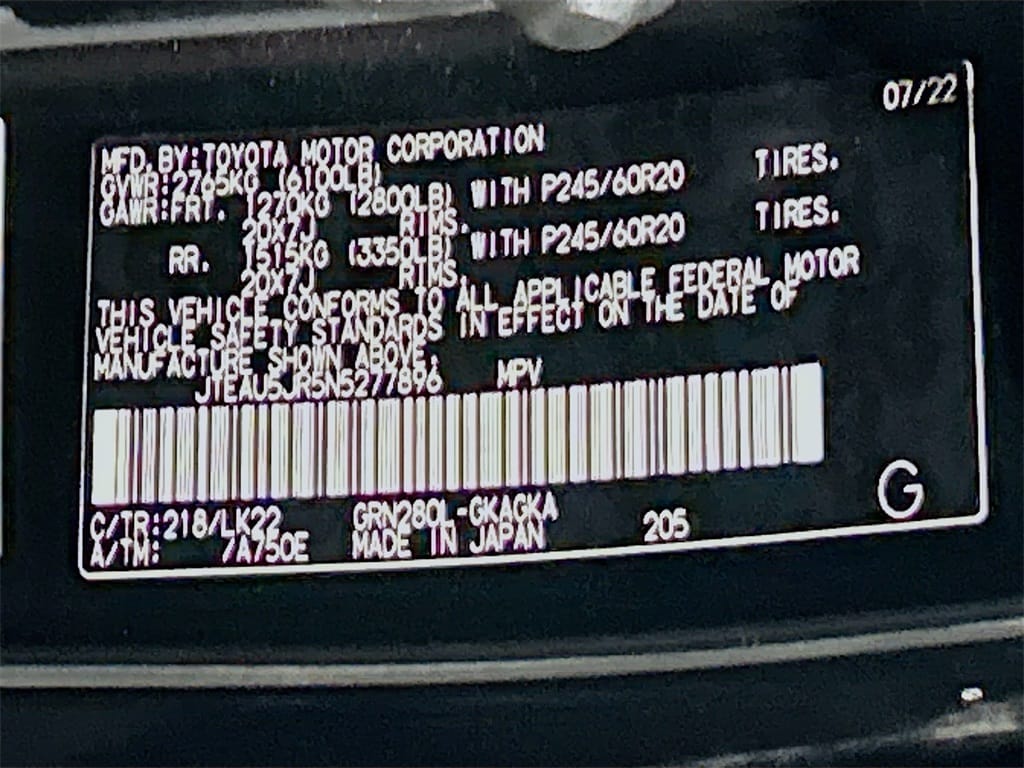 07/22
MFD. BY:TOYOTA MOTOR CORPORATION
GVWR:2765KG (6100LB)
GAWR:FRT. 1270KG (2800LB) WITH P245/60R20 TIRES,
20X7J RIMS.
RR. 1515KG (3350LB) WITH P245/60R20 TIRES,
20X7J RIMS.
THIS VEHICLE CONFORMS TO ALL APPLICABLE FEDERAL MOTOR
VEHICLE SAFETY STANDARDS IN EFFECT ON THE DATE OF
MANUFACTURE SHOWN ABOVE.
JTEAU5JR5N5277896 MPV
C/TR:218/LK22 GRN280L-GKAGKA
A/TM: /A750E MADE IN JAPAN 205
G